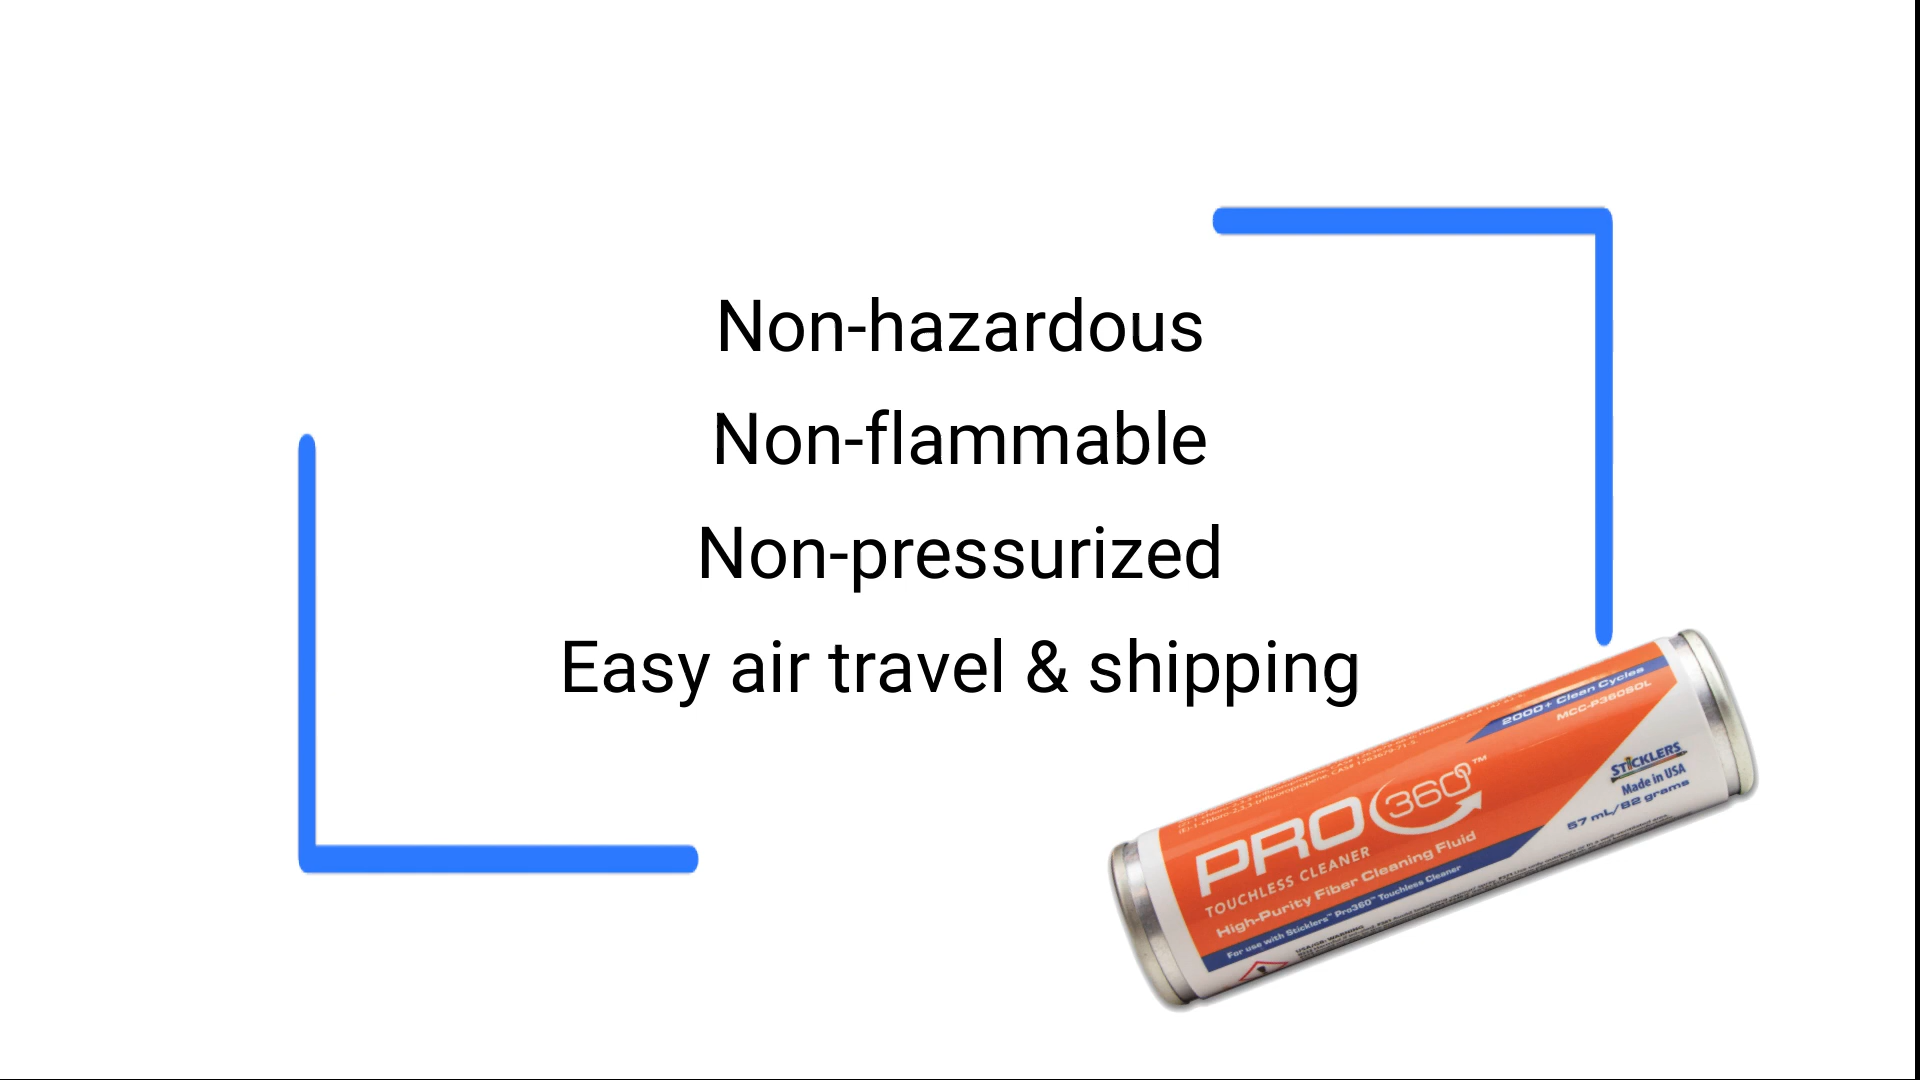 Non-hazardous
Non-flammable
Non-pressurized
Easy air travel & shipping
2000+ Clean Cycles
MCC-P360SOL
STICKLERS
Made in USA
57 mL/82 grams
PRO 360°™
TOUCHLESS CLEANER
High-Purity Fiber Cleaning Fluid
For use with Sticklers™ Pro360™ Touchless Cleaner